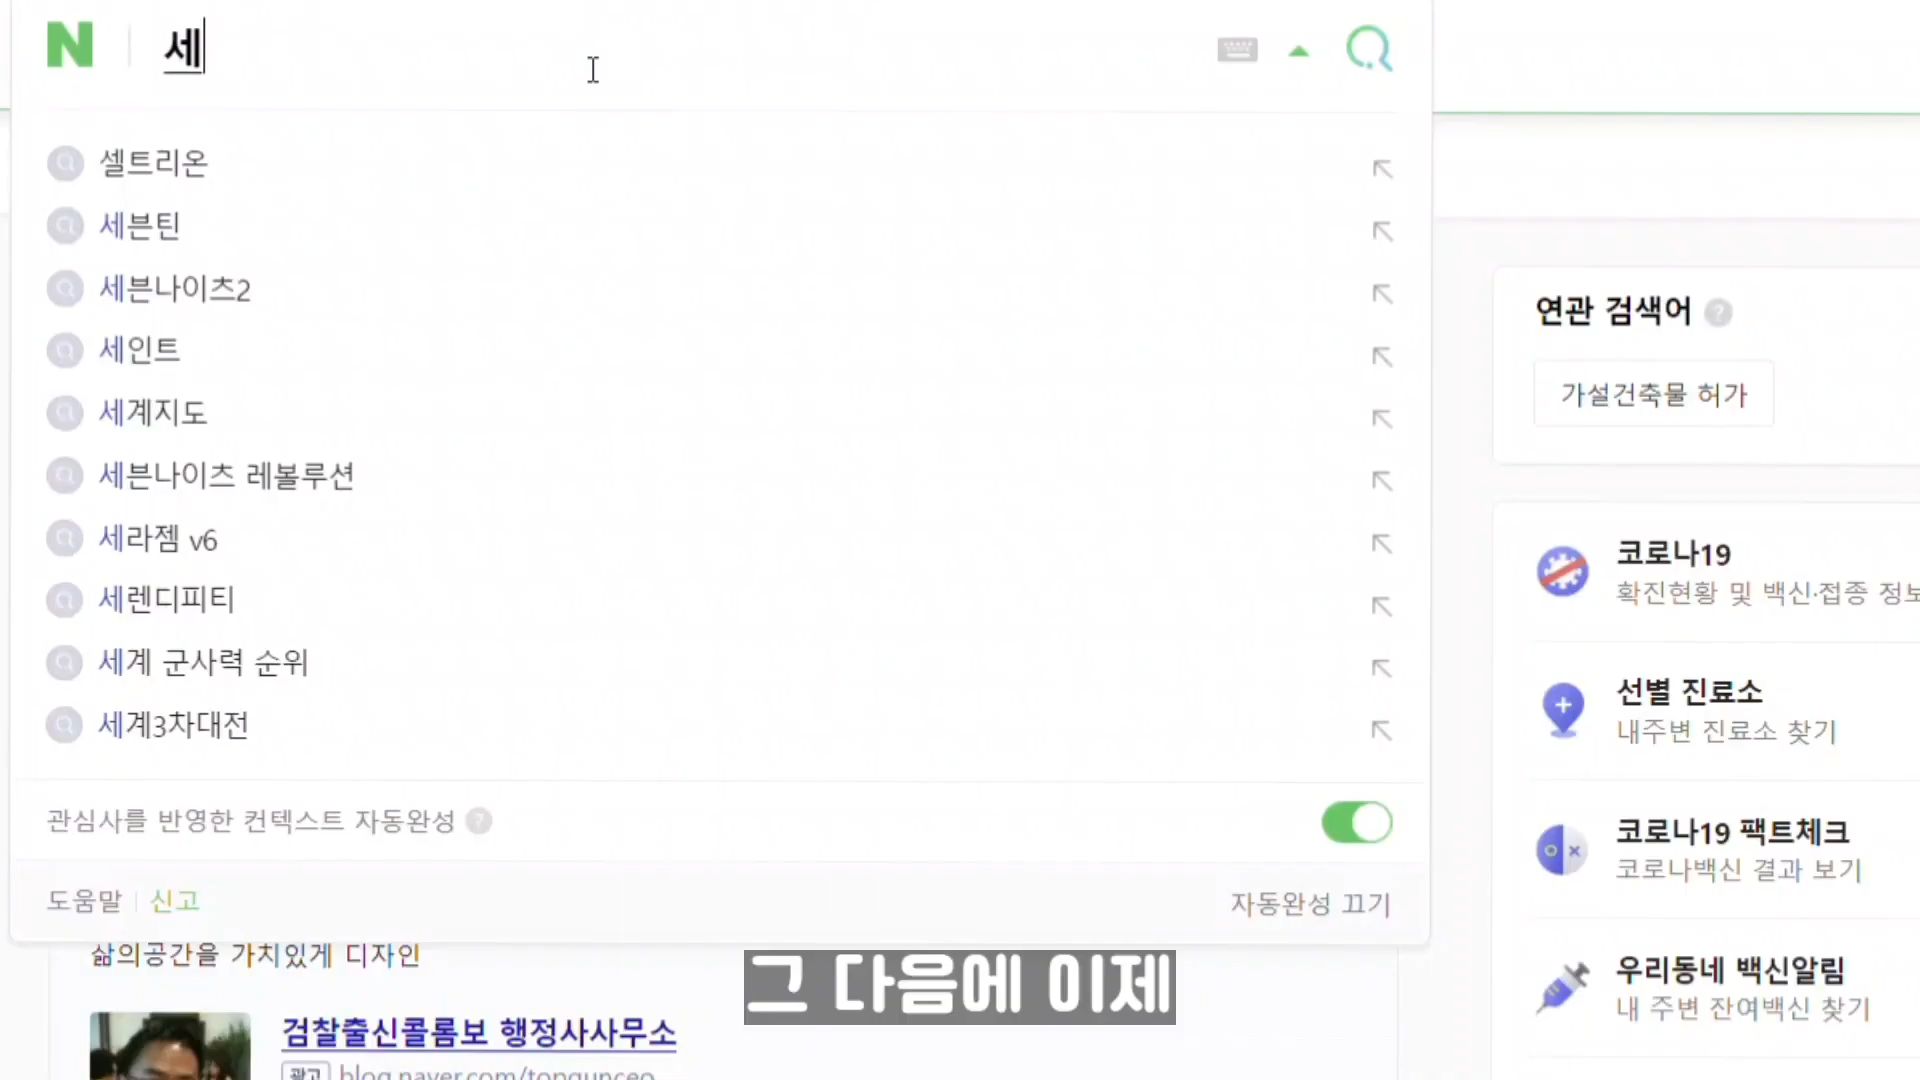 N 세
셀트리온
세븐틴
세븐나이츠2
세인트
세계지도
세븐나이츠 레볼루션
세라젬 v6
세렌디피티
세계 군사력 순위
세계3차대전
관심사를 반영한 컨텍스트 자동완성 ?
도움말 신고
자동완성 끄기
삶의공간을 가치있게 디자인
검찰출신콜롬보 행정사사무소
광고 blog.naver.com/topgunceo
그 다음에 이제
연관 검색어 ?
가설건축물 허가
코로나19
확진현황 및 백신·접종 정보
선별 진료소
내주변 진료소 찾기
코로나19 팩트체크
코로나백신 결과 보기
우리동네 백신알림
내 주변 잔여백신 찾기